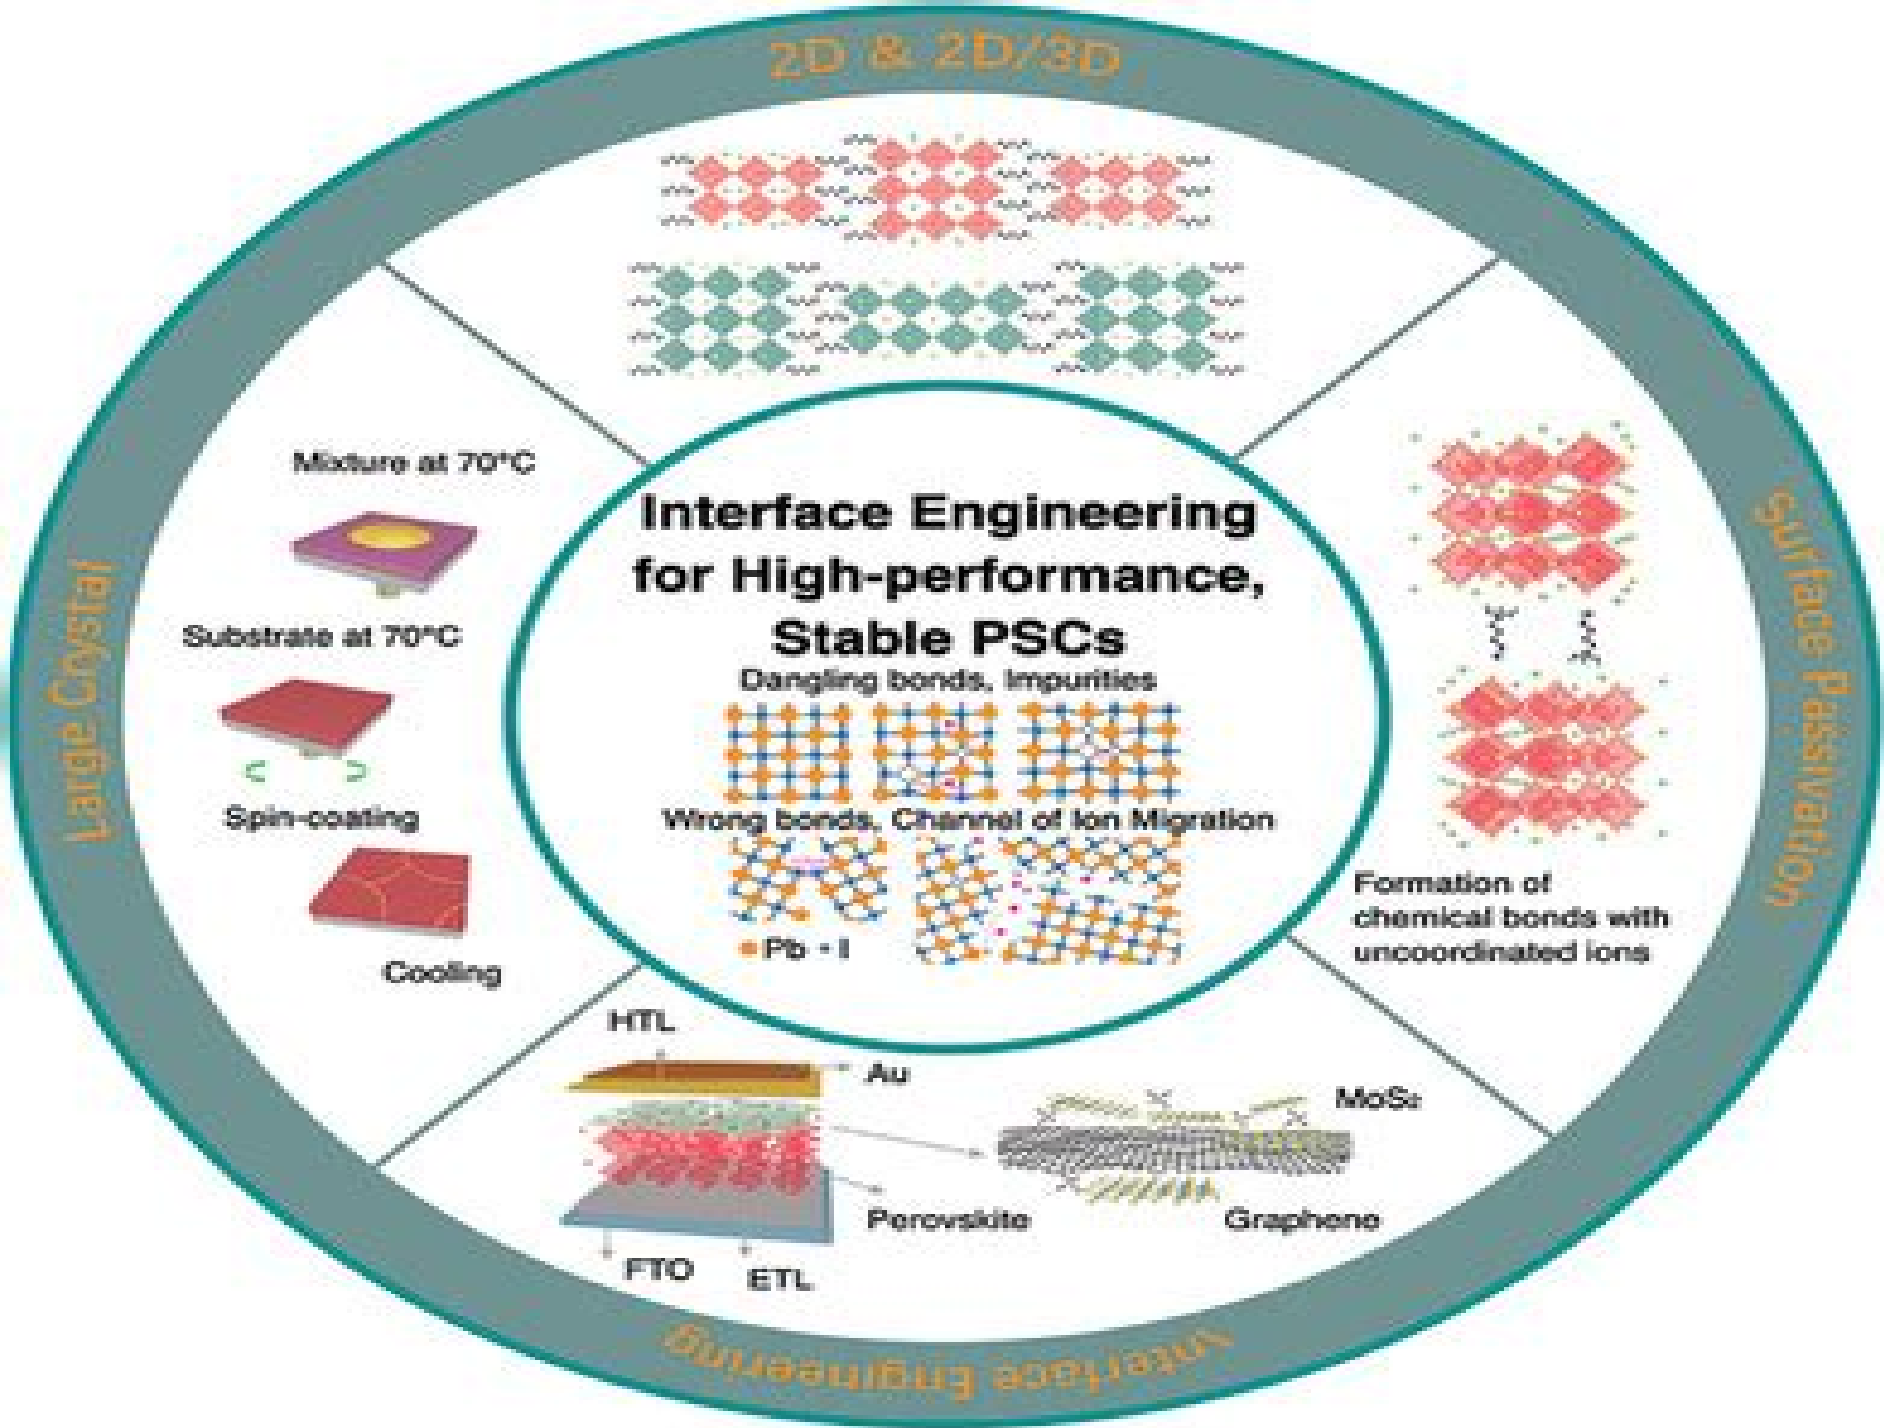 2D & 2D/3D
Mixture at 70°C
Substrate at 70°C
Spin-coating
Cooling
Large Crystal
Interface Engineering
for High-performance,
Stable PSCs
Dangling bonds, Impurities
Wrong bonds, Channel of Ion Migration
Pb · I
Surface Passivation
Formation of
chemical bonds with
uncoordinated ions
HTL
Au
MoS₂
Perovskite
Graphene
FTO
ETL
Interface Engineering